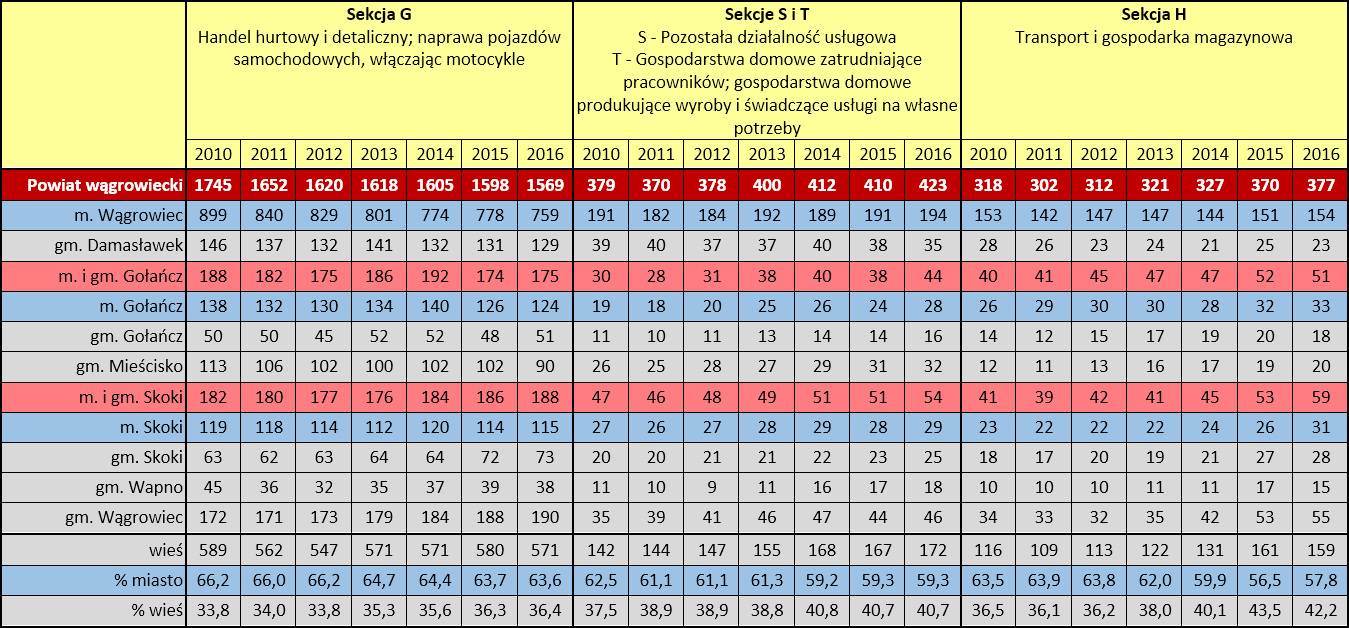 Sekcja G
Handel hurtowy i detaliczny; naprawa pojazdów
samochodowych, włączając motocykle
Sekcje S i T
S - Pozostała działalność usługowa
T - Gospodarstwa domowe zatrudniające
pracowników; gospodarstwa domowe
produkujące wyroby i świadczące usługi na własne
potrzeby
Sekcja H
Transport i gospodarka magazynowa
2010 2011 2012 2013 2014 2015 2016 2010 2011 2012 2013 2014 2015 2016 2010 2011 2012 2013 2014 2015 2016
Powiat wągrowiecki 1745 1652 1620 1618 1605 1598 1569 379 370 378 400 412 410 423 318 302 312 321 327 370 377
m. Wągrowiec 899 840 829 801 774 778 759 191 182 184 192 189 191 194 153 142 147 147 144 151 154
gm. Damasławek 146 137 132 141 132 131 129 39 40 37 37 40 38 35 28 26 23 24 21 25 23
m. i gm. Gołańcz 188 182 175 186 192 174 175 30 28 31 38 40 38 44 40 41 45 47 47 52 51
m. Gołańcz 138 132 130 134 140 126 124 19 18 20 25 26 24 28 26 29 30 30 28 32 33
gm. Gołańcz 50 50 45 52 52 48 51 11 10 11 13 14 14 16 14 12 15 17 19 20 18
gm. Mieścisko 113 106 102 100 102 102 90 26 25 28 27 29 31 32 12 11 13 16 17 19 20
m. i gm. Skoki 182 180 177 176 184 186 188 47 46 48 49 51 51 54 41 39 42 41 45 53 59
m. Skoki 119 118 114 112 120 114 115 27 26 27 28 29 28 29 23 22 22 22 24 26 31
gm. Skoki 63 62 63 64 64 72 73 20 20 21 21 22 23 25 18 17 20 19 21 27 28
gm. Wapno 45 36 32 35 37 39 38 11 10 9 11 16 17 18 10 10 10 11 11 17 15
gm. Wągrowiec 172 171 173 179 184 188 190 35 39 41 46 47 44 46 34 33 32 35 42 53 55
wieś 589 562 547 571 571 580 571 142 144 147 155 168 167 172 116 109 113 122 131 161 159
% miasto 66,2 66,0 66,2 64,7 64,4 63,7 63,6 62,5 61,1 61,1 61,3 59,2 59,3 59,3 63,5 63,9 63,8 62,0 59,9 56,5 57,8
% wieś 33,8 34,0 33,8 35,3 35,6 36,3 36,4 37,5 38,9 38,9 38,8 40,8 40,7 40,7 36,5 36,1 36,2 38,0 40,1 43,5 42,2